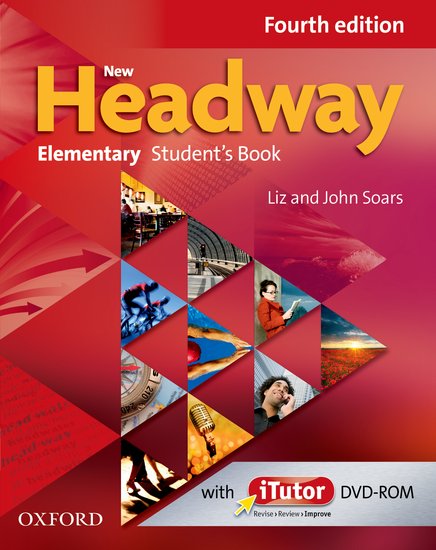 Fourth edition
New
Headway
Elementary Student's Book
Liz and John Soars
with iTutor DVD-ROM
Revise › Review › Improve
OXFORD